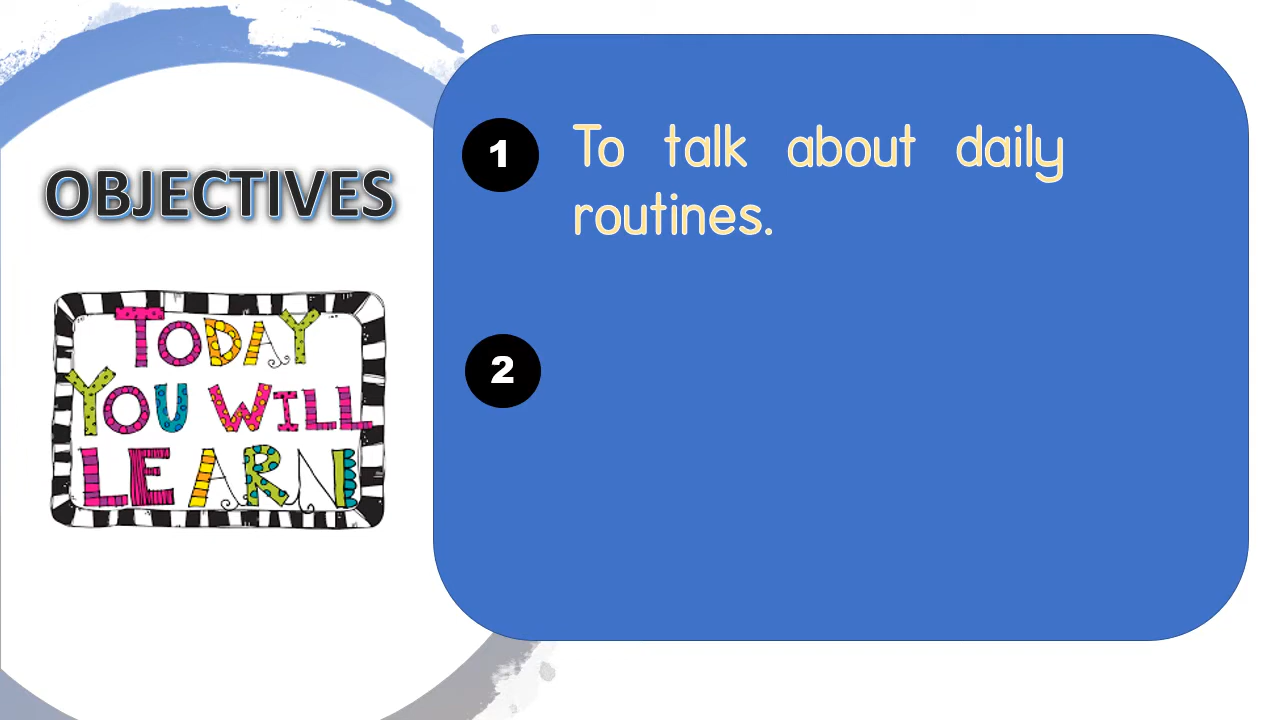 OBJECTIVES
TODAY
YOU WILL
LEARN
1
To talk about daily
routines.
2